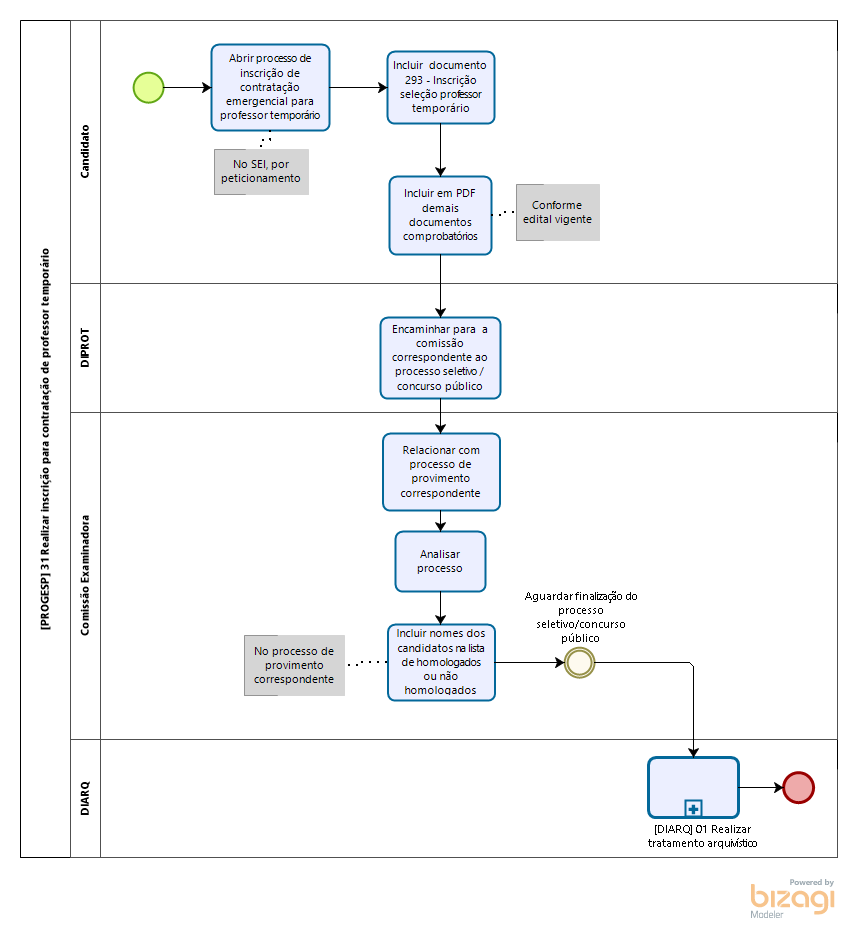 [PROGESP] 31 Realizar inscrição para contratação de professor temporário
Candidato
Abrir processo de
inscrição de
contratação
emergencial para
professor temporário
Incluir documento
293 - Inscrição
seleção professor
temporário
No SEI, por
peticionamento
Incluir em PDF
demais
documentos
comprobatórios
Conforme
edital vigente
DIPROT
Encaminhar para a
comissão
correspondente ao
processo seletivo /
concurso público
Comissão Examinadora
Relacionar com
processo de
provimento
correspondente
Analisar
processo
Incluir nomes dos
candidatos na lista
de homologados
ou não
homologados
No processo de
provimento
correspondente
Aguardar finalização do
processo
seletivo/concurso
público
DIARQ
[DIARQ] 01 Realizar
tratamento arquivístico
Powered by
bizagi
Modeler